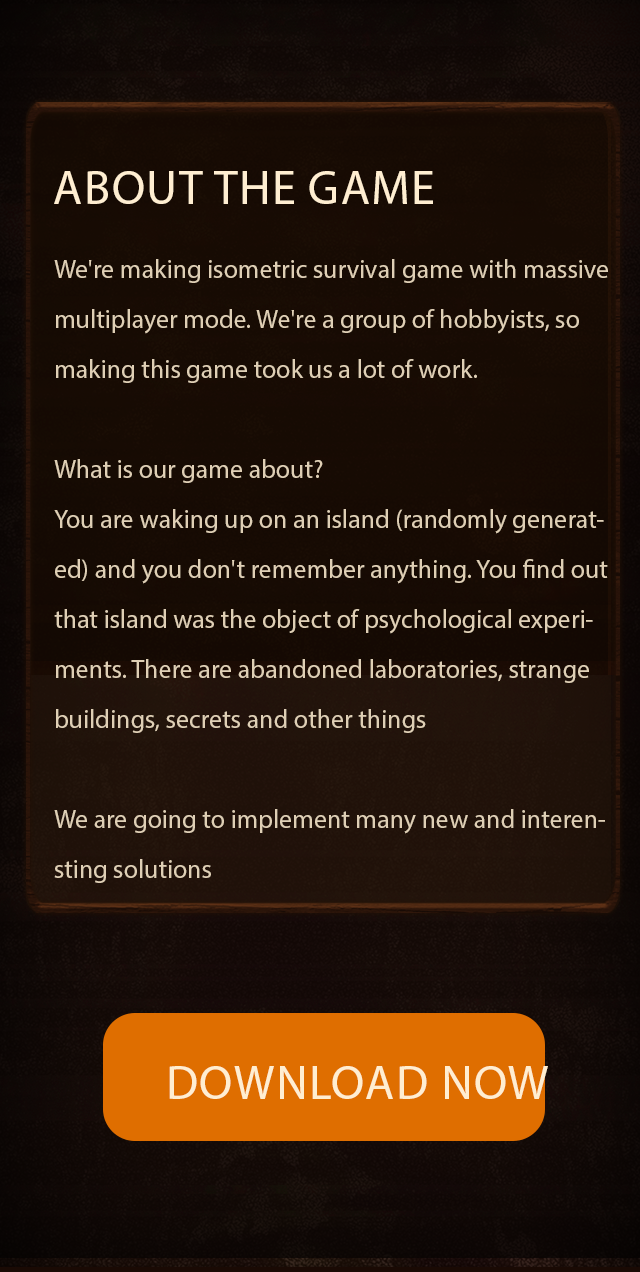 ABOUT THE GAME
We're making isometric survival game with massive
multiplayer mode. We're a group of hobbyists, so
making this game took us a lot of work.
What is our game about?
You are waking up on an island (randomly generat-
ed) and you don't remember anything. You find out
that island was the object of psychological experi-
ments. There are abandoned laboratories, strange
buildings, secrets and other things
We are going to implement many new and interen-
sting solutions
DOWNLOAD NOW